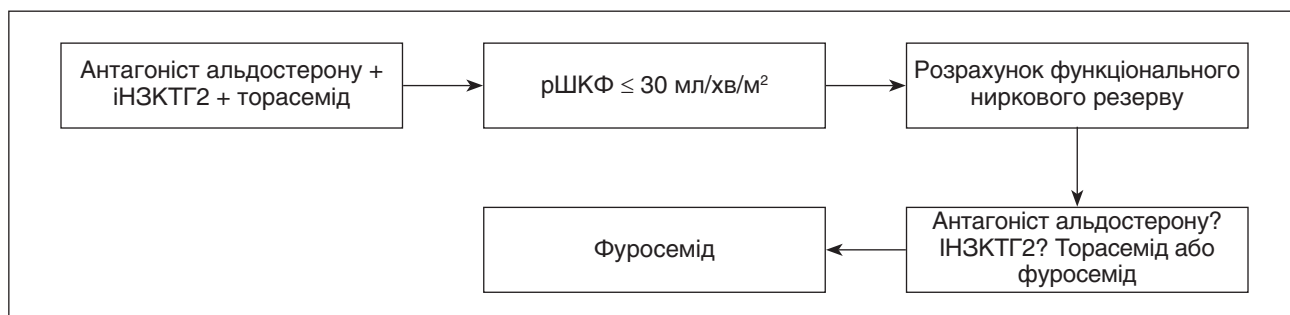 Антагоніст альдостерону +
іНЗКТГ2 + торасемід
рШКФ ≤ 30 мл/хв/м²
Розрахунок функціонального
ниркового резерву
Антагоніст альдостерону?
ІНЗКТГ2? Торасемід або
фуросемід
Фуросемід